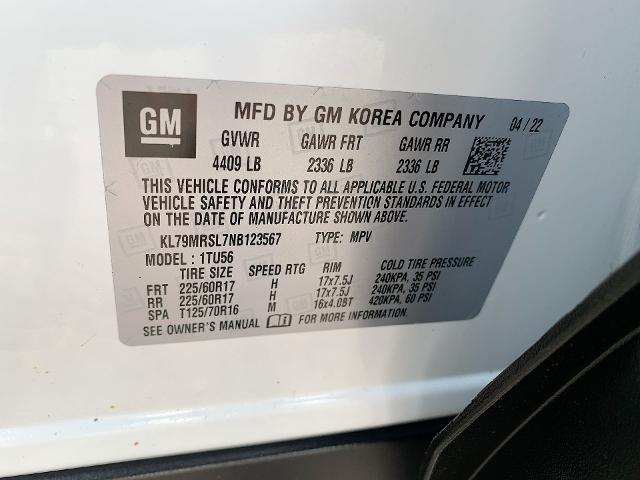 GM MFD BY GM KOREA COMPANY 04/22
GVWR GAWR FRT GAWR RR
4409 LB 2336 LB 2336 LB
THIS VEHICLE CONFORMS TO ALL APPLICABLE U.S. FEDERAL MOTOR
VEHICLE SAFETY AND THEFT PREVENTION STANDARDS IN EFFECT
ON THE DATE OF MANUFACTURE SHOWN ABOVE.
KL79MRSL7NB123567 TYPE: MPV
MODEL: 1TU56
TIRE SIZE SPEED RTG RIM COLD TIRE PRESSURE
FRT 225/60R17 H 17x7.5J 240KPA, 35 PSI
RR 225/60R17 H 17x7.5J 240KPA, 35 PSI
SPA T125/70R16 M 16x4.0BT 420KPA, 60 PSI
SEE OWNER'S MANUAL FOR MORE INFORMATION.